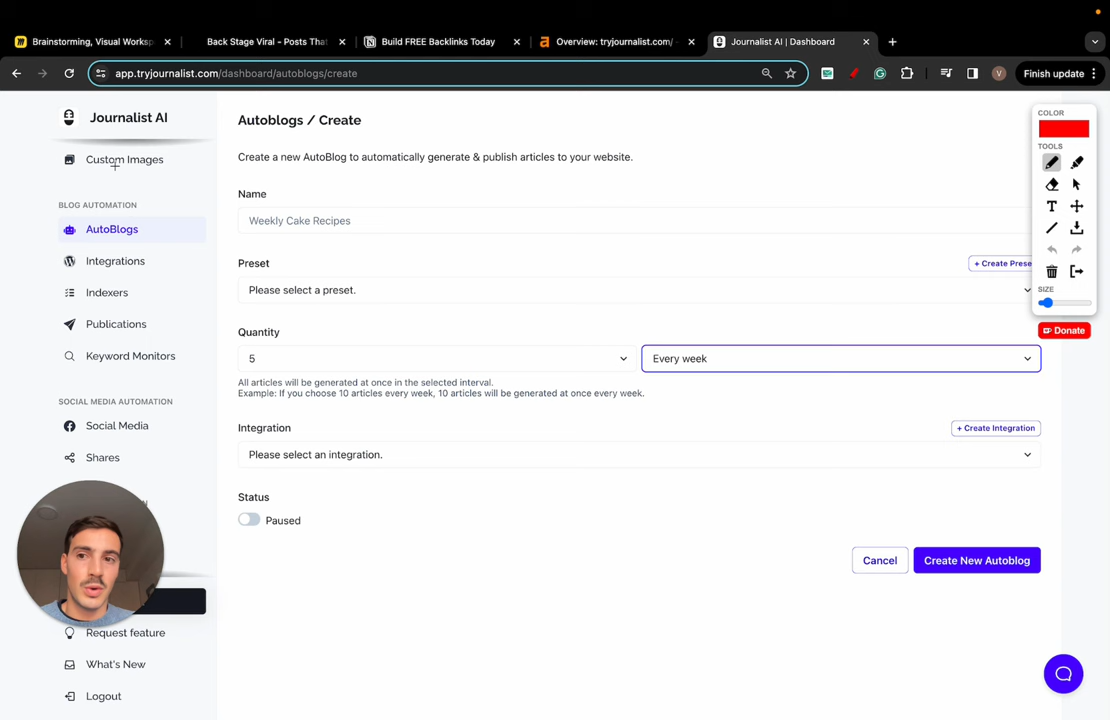 Brainstorming, Visual Worksp
Back Stage Viral - Posts That
Build FREE Backlinks Today
Overview: tryjournalist.com/ -
Journalist AI | Dashboard
app.tryjournalist.com/dashboard/autoblogs/create
V
Finish update
Journalist AI
Custom Images
BLOG AUTOMATION
AutoBlogs
Integrations
Indexers
Publications
Keyword Monitors
SOCIAL MEDIA AUTOMATION
Social Media
Shares
Request feature
What's New
Logout
Autoblogs / Create
Create a new AutoBlog to automatically generate & publish articles to your website.
Name
Weekly Cake Recipes
Preset
+ Create Prese
Please select a preset.
Quantity
5
Every week
All articles will be generated at once in the selected interval.
Example: If you choose 10 articles every week, 10 articles will be generated at once every week.
Integration
+ Create Integration
Please select an integration.
Status
Paused
Cancel
Create New Autoblog
COLOR
TOOLS
T
SIZE
Donate